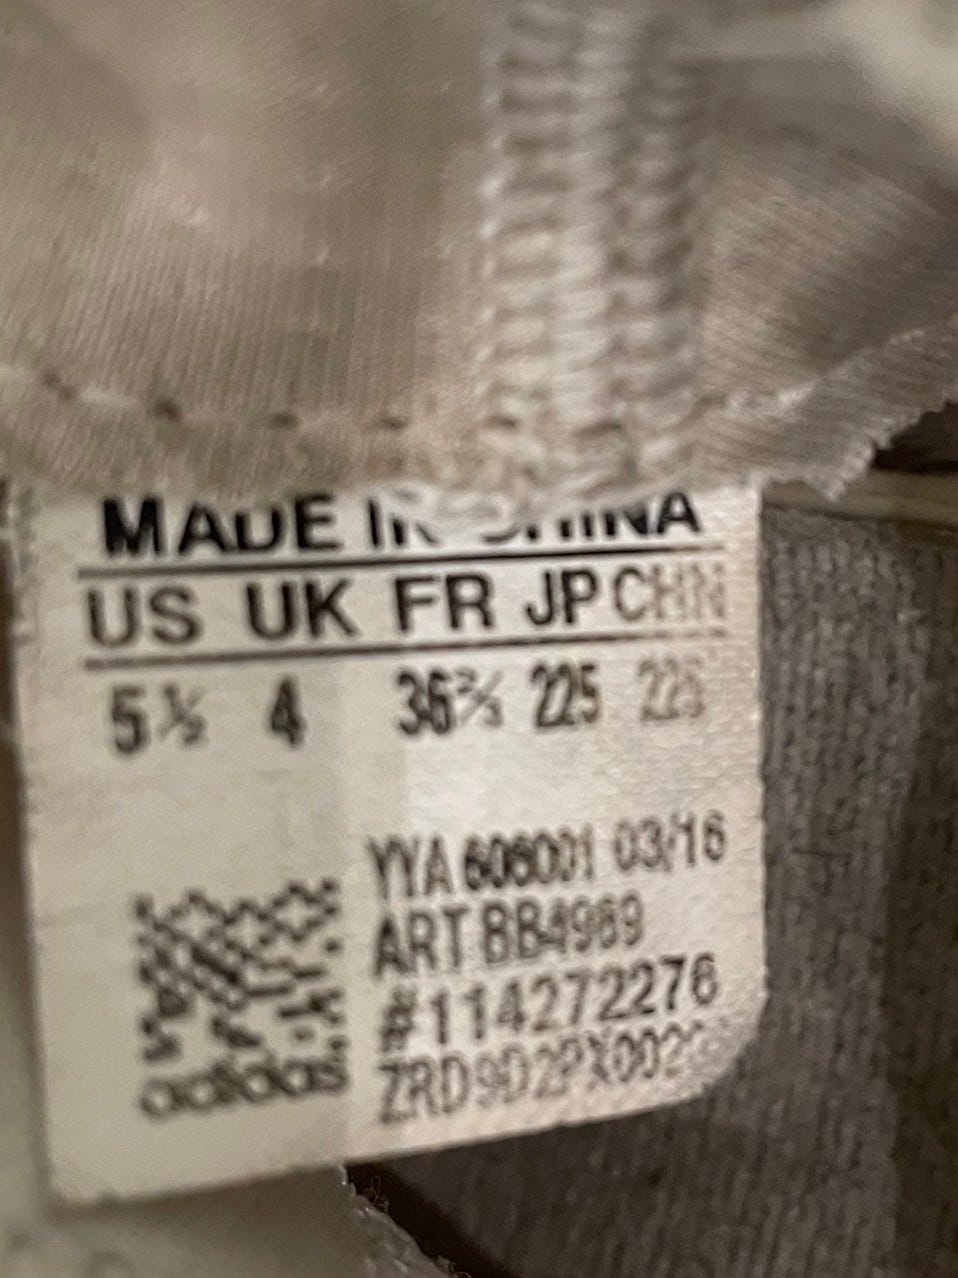 MADE IN CHINA
US UK FR JP CHN
5½ 4 36⅔ 225 225
YYA 606001 03/16
ART BB4989
#114272276
adidas